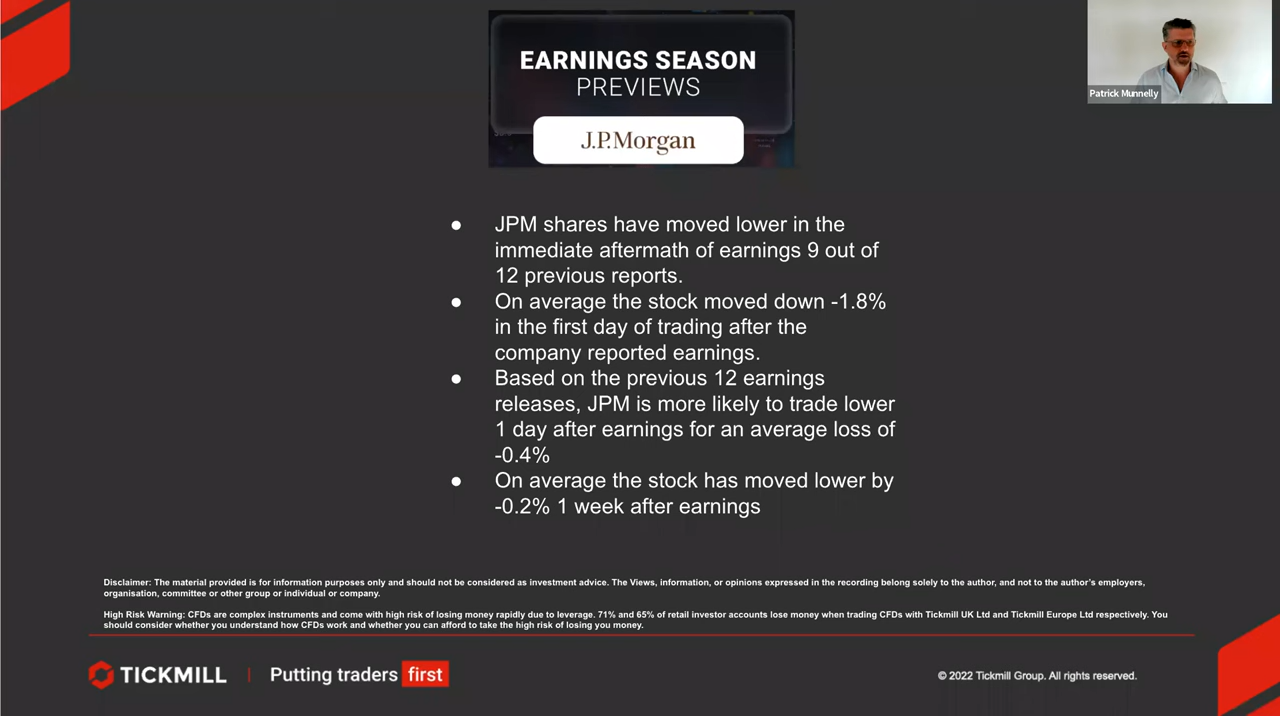 EARNINGS SEASON
PREVIEWS
J.P.Morgan
Patrick Munnelly
● JPM shares have moved lower in the
immediate aftermath of earnings 9 out of
12 previous reports.
● On average the stock moved down -1.8%
in the first day of trading after the
company reported earnings.
● Based on the previous 12 earnings
releases, JPM is more likely to trade lower
1 day after earnings for an average loss of
-0.4%
● On average the stock has moved lower by
-0.2% 1 week after earnings
Disclaimer: The material provided is for information purposes only and should not be considered as investment advice. The Views, information, or opinions expressed in the recording belong solely to the author, and not to the author's employers,
organisation, committee or other group or individual or company.
High Risk Warning: CFDs are complex instruments and come with high risk of losing money rapidly due to leverage. 71% and 65% of retail investor accounts lose money when trading CFDs with Tickmill UK Ltd and Tickmill Europe Ltd respectively. You
should consider whether you understand how CFDs work and whether you can afford to take the high risk of losing you money.
TICKMILL | Putting traders first
© 2022 Tickmill Group. All rights reserved.